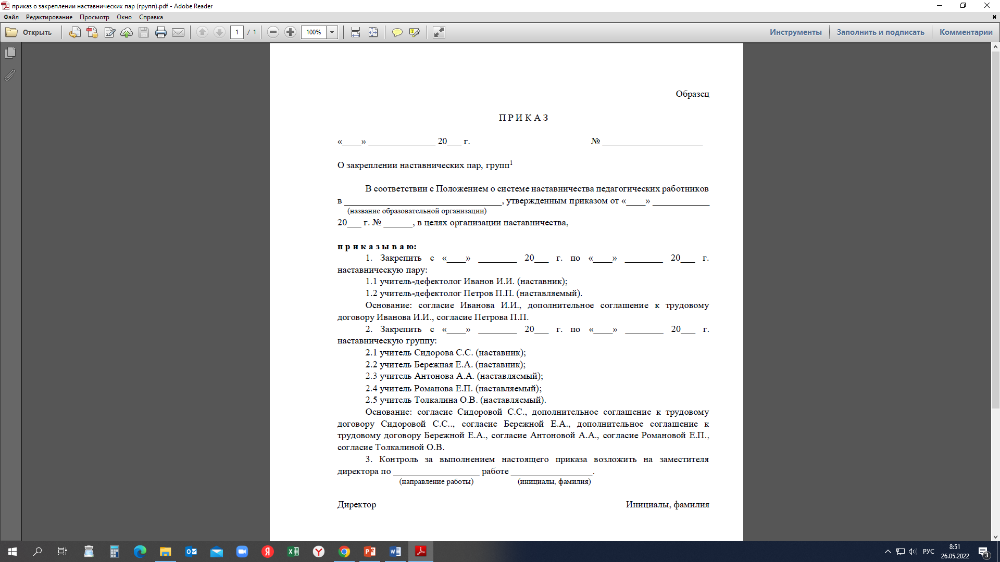 приказ о закреплении наставнических пар (групп).pdf - Adobe Reader
Файл Редактирование Просмотр Окно Справка
Открыть 1 / 1 100% Инструменты Заполнить и подписать Комментарии
Образец
П Р И К А З
«____» ______________ 20___ г. № _____________________
О закреплении наставнических пар, групп1
В соответствии с Положением о системе наставничества педагогических работников
в _________________________________, утвержденным приказом от «____» ____________
(название образовательной организации)
20___ г. № ______, в целях организации наставничества,
п р и к а з ы в а ю:
1. Закрепить с «____» ________ 20___ г. по «____» ________ 20___ г.
наставническую пару:
1.1 учитель-дефектолог Иванов И.И. (наставник);
1.2 учитель-дефектолог Петров П.П. (наставляемый).
Основание: согласие Иванова И.И., дополнительное соглашение к трудовому
договору Иванова И.И., согласие Петрова П.П.
2. Закрепить с «____» ________ 20___ г. по «____» ________ 20___ г.
наставническую группу:
2.1 учитель Сидорова С.С. (наставник);
2.2 учитель Бережная Е.А. (наставник);
2.3 учитель Антонова А.А. (наставляемый);
2.4 учитель Романова Е.П. (наставляемый);
2.5 учитель Толкалина О.В. (наставляемый).
Основание: согласие Сидоровой С.С., дополнительное соглашение к трудовому
договору Сидоровой С.С.., согласие Бережной Е.А., дополнительное соглашение к
трудовому договору Бережной Е.А., согласие Антоновой А.А., согласие Романовой Е.П.,
согласие Толкалиной О.В.
3. Контроль за выполнением настоящего приказа возложить на заместителя
директора по __________________ работе _________________.
(направление работы) (инициалы, фамилия)
Директор Инициалы, фамилия
РУС
8:51
26.05.2022
3